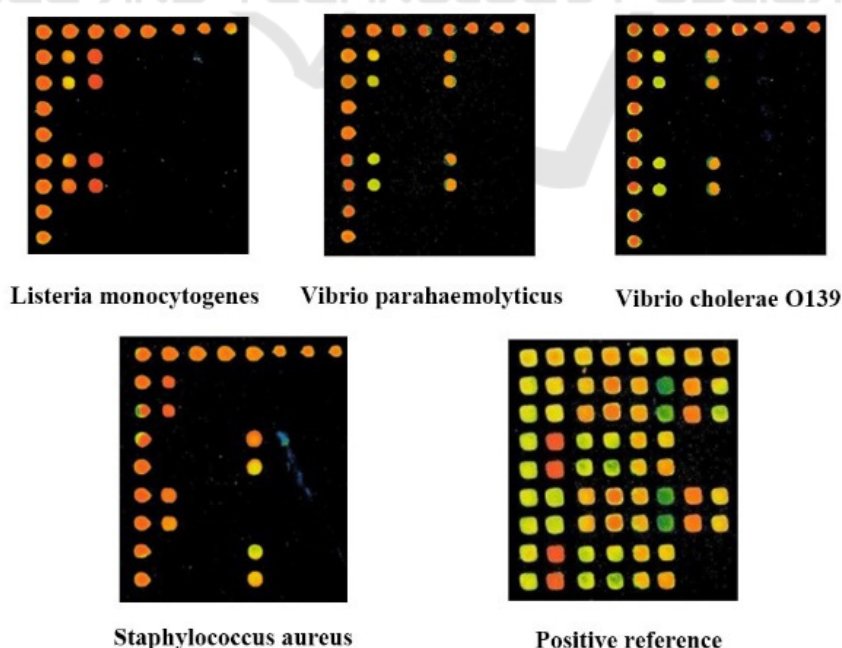 Listeria monocytogenes
Vibrio parahaemolyticus
Vibrio cholerae O139
Staphylococcus aureus
Positive reference